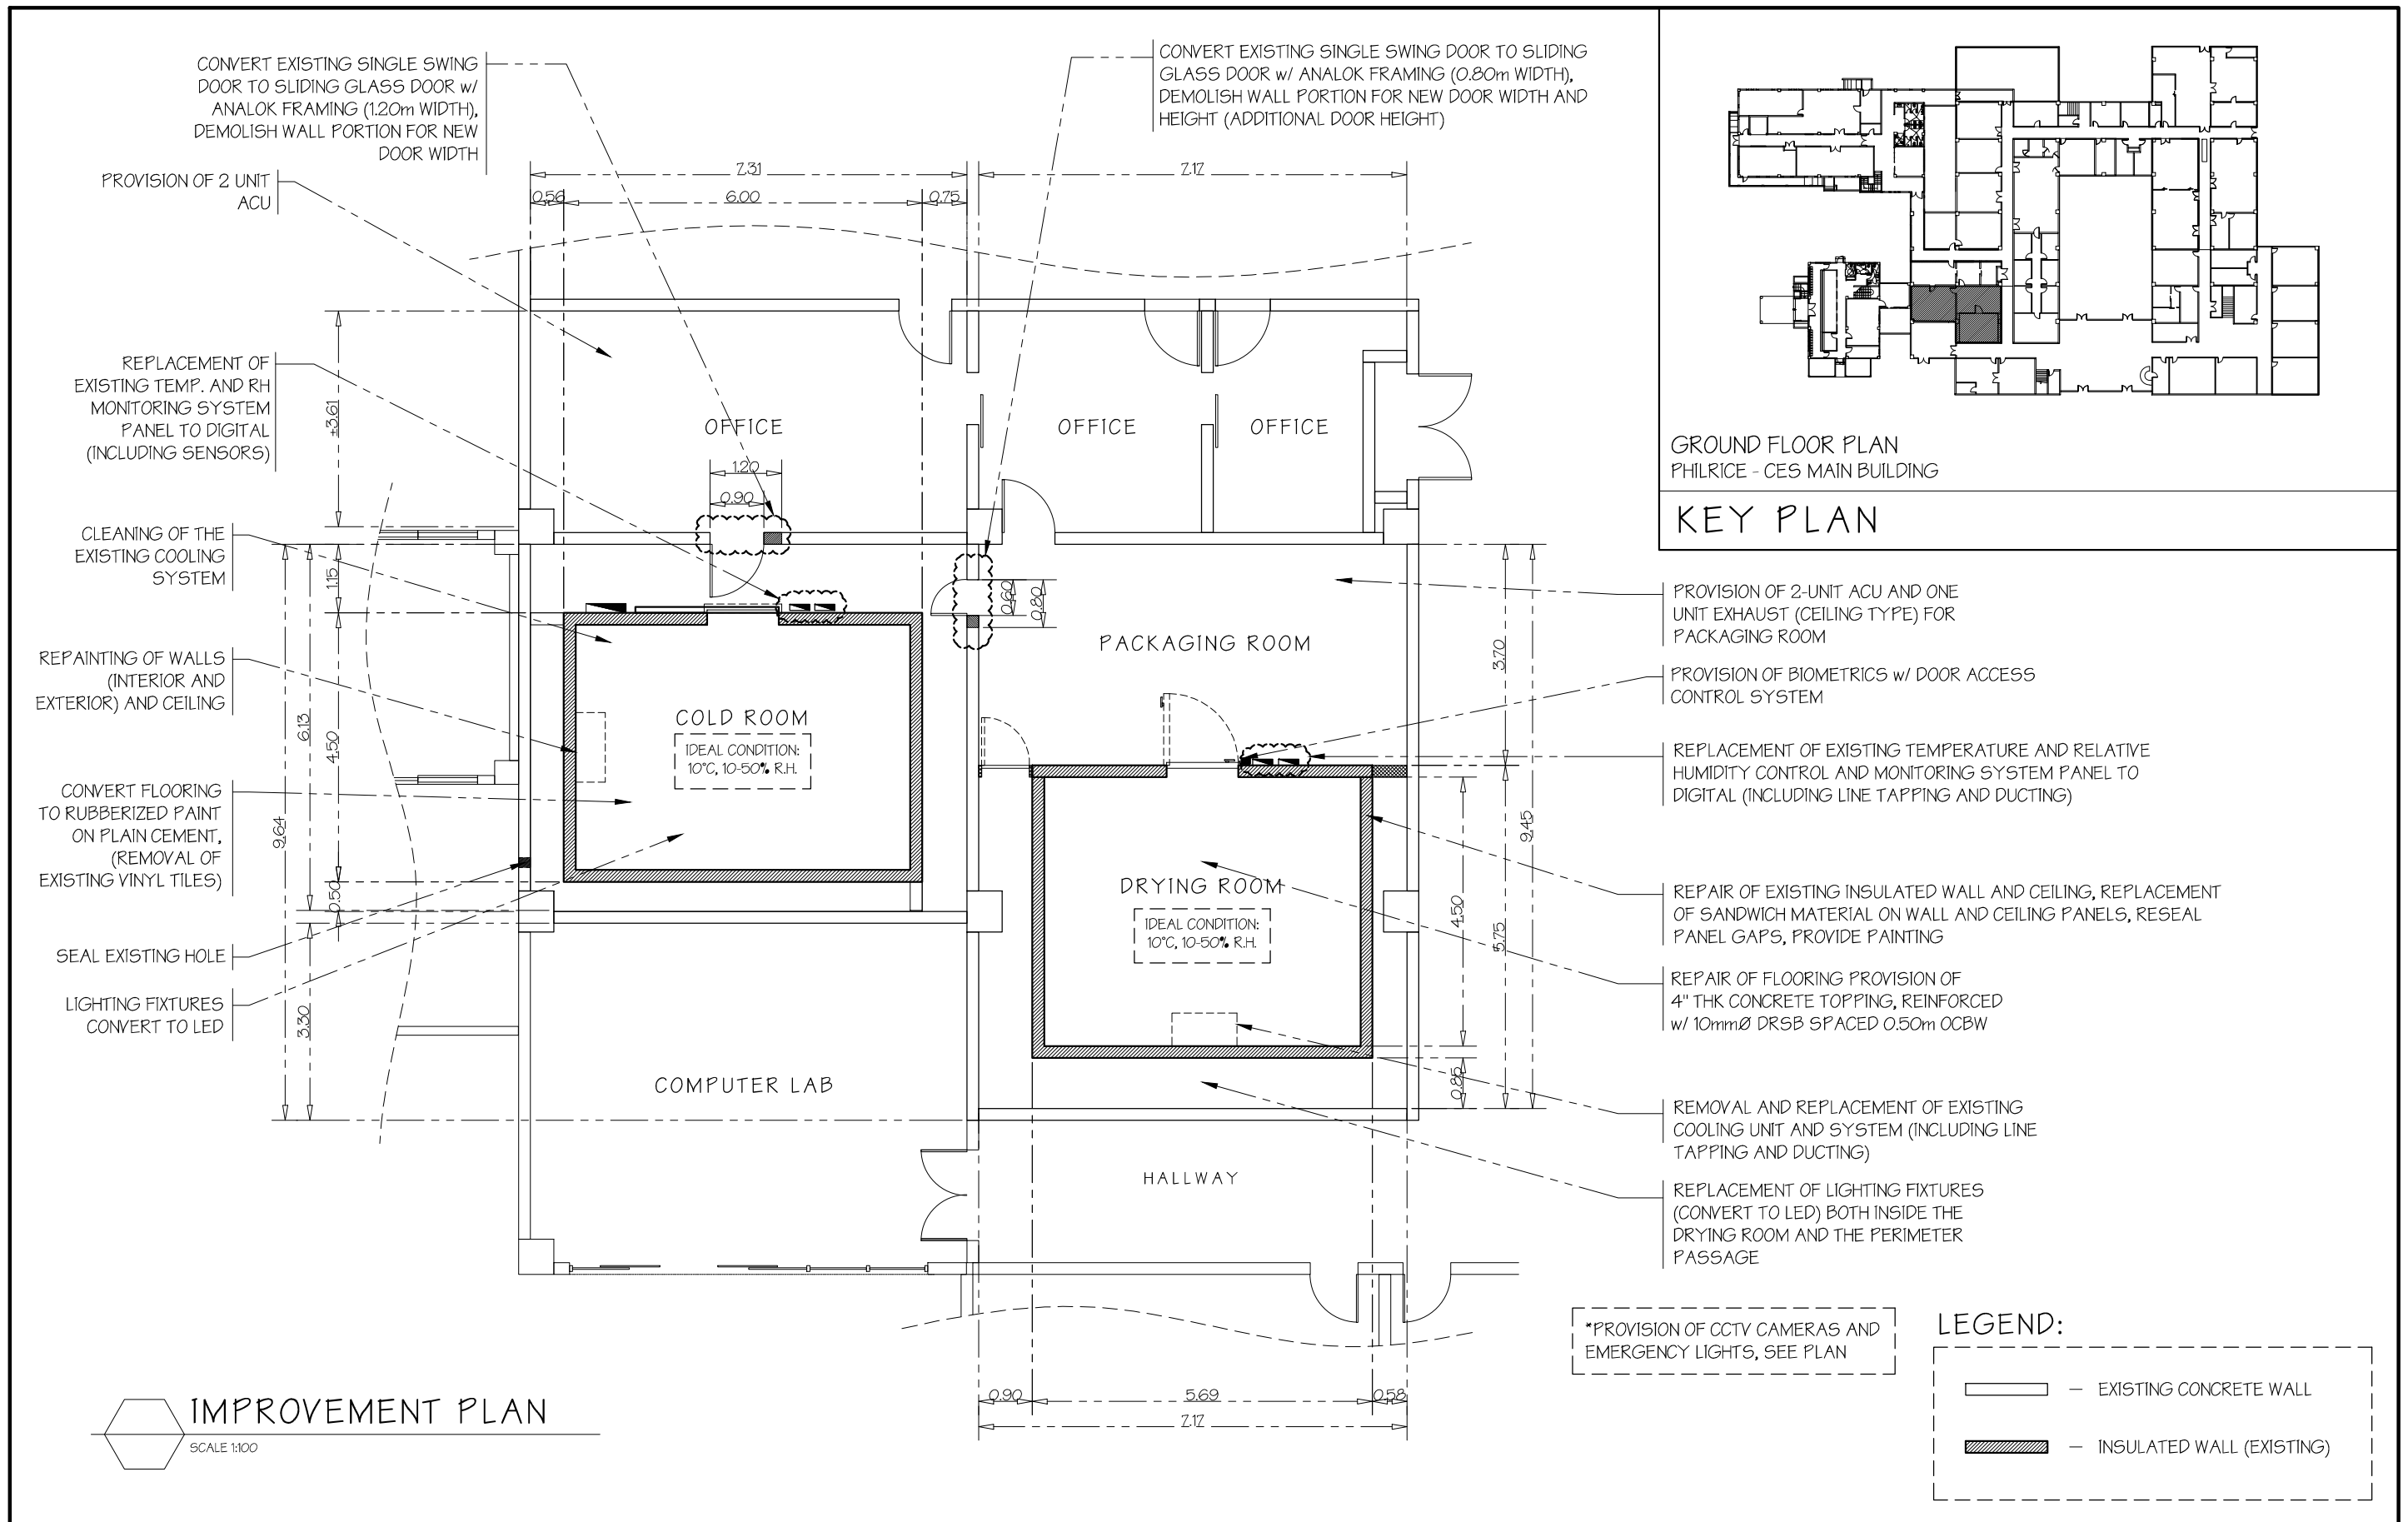 CONVERT EXISTING SINGLE SWING
DOOR TO SLIDING GLASS DOOR w/
ANALOK FRAMING (1.20m WIDTH),
DEMOLISH WALL PORTION FOR NEW
DOOR WIDTH
CONVERT EXISTING SINGLE SWING DOOR TO SLIDING
GLASS DOOR w/ ANALOK FRAMING (0.80m WIDTH),
DEMOLISH WALL PORTION FOR NEW DOOR WIDTH AND
HEIGHT (ADDITIONAL DOOR HEIGHT)
PROVISION OF 2 UNIT
ACU
REPLACEMENT OF
EXISTING TEMP. AND RH
MONITORING SYSTEM
PANEL TO DIGITAL
(INCLUDING SENSORS)
CLEANING OF THE
EXISTING COOLING
SYSTEM
REPAINTING OF WALLS
(INTERIOR AND
EXTERIOR) AND CEILING
CONVERT FLOORING
TO RUBBERIZED PAINT
ON PLAIN CEMENT,
(REMOVAL OF
EXISTING VINYL TILES)
SEAL EXISTING HOLE
LIGHTING FIXTURES
CONVERT TO LED
7.31
7.17
0.56
6.00
0.75
±3.61
1.15
6.13
4.50
9.64
0.50
3.30
OFFICE
OFFICE
OFFICE
1.20
0.90
0.60
0.80
PACKAGING ROOM
COLD ROOM
IDEAL CONDITION:
10°C, 10-50% R.H.
DRYING ROOM
IDEAL CONDITION:
10°C, 10-50% R.H.
COMPUTER LAB
HALLWAY
3.70
9.45
4.50
5.75
0.85
0.90
5.69
0.58
7.17
GROUND FLOOR PLAN
PHILRICE - CES MAIN BUILDING
KEY PLAN
PROVISION OF 2-UNIT ACU AND ONE
UNIT EXHAUST (CEILING TYPE) FOR
PACKAGING ROOM
PROVISION OF BIOMETRICS w/ DOOR ACCESS
CONTROL SYSTEM
REPLACEMENT OF EXISTING TEMPERATURE AND RELATIVE
HUMIDITY CONTROL AND MONITORING SYSTEM PANEL TO
DIGITAL (INCLUDING LINE TAPPING AND DUCTING)
REPAIR OF EXISTING INSULATED WALL AND CEILING, REPLACEMENT
OF SANDWICH MATERIAL ON WALL AND CEILING PANELS, RESEAL
PANEL GAPS, PROVIDE PAINTING
REPAIR OF FLOORING PROVISION OF
4" THK CONCRETE TOPPING, REINFORCED
w/ 10mmØ DRSB SPACED 0.50m OCBW
REMOVAL AND REPLACEMENT OF EXISTING
COOLING UNIT AND SYSTEM (INCLUDING LINE
TAPPING AND DUCTING)
REPLACEMENT OF LIGHTING FIXTURES
(CONVERT TO LED) BOTH INSIDE THE
DRYING ROOM AND THE PERIMETER
PASSAGE
*PROVISION OF CCTV CAMERAS AND
EMERGENCY LIGHTS, SEE PLAN
LEGEND:
– EXISTING CONCRETE WALL
– INSULATED WALL (EXISTING)
IMPROVEMENT PLAN
SCALE 1:100